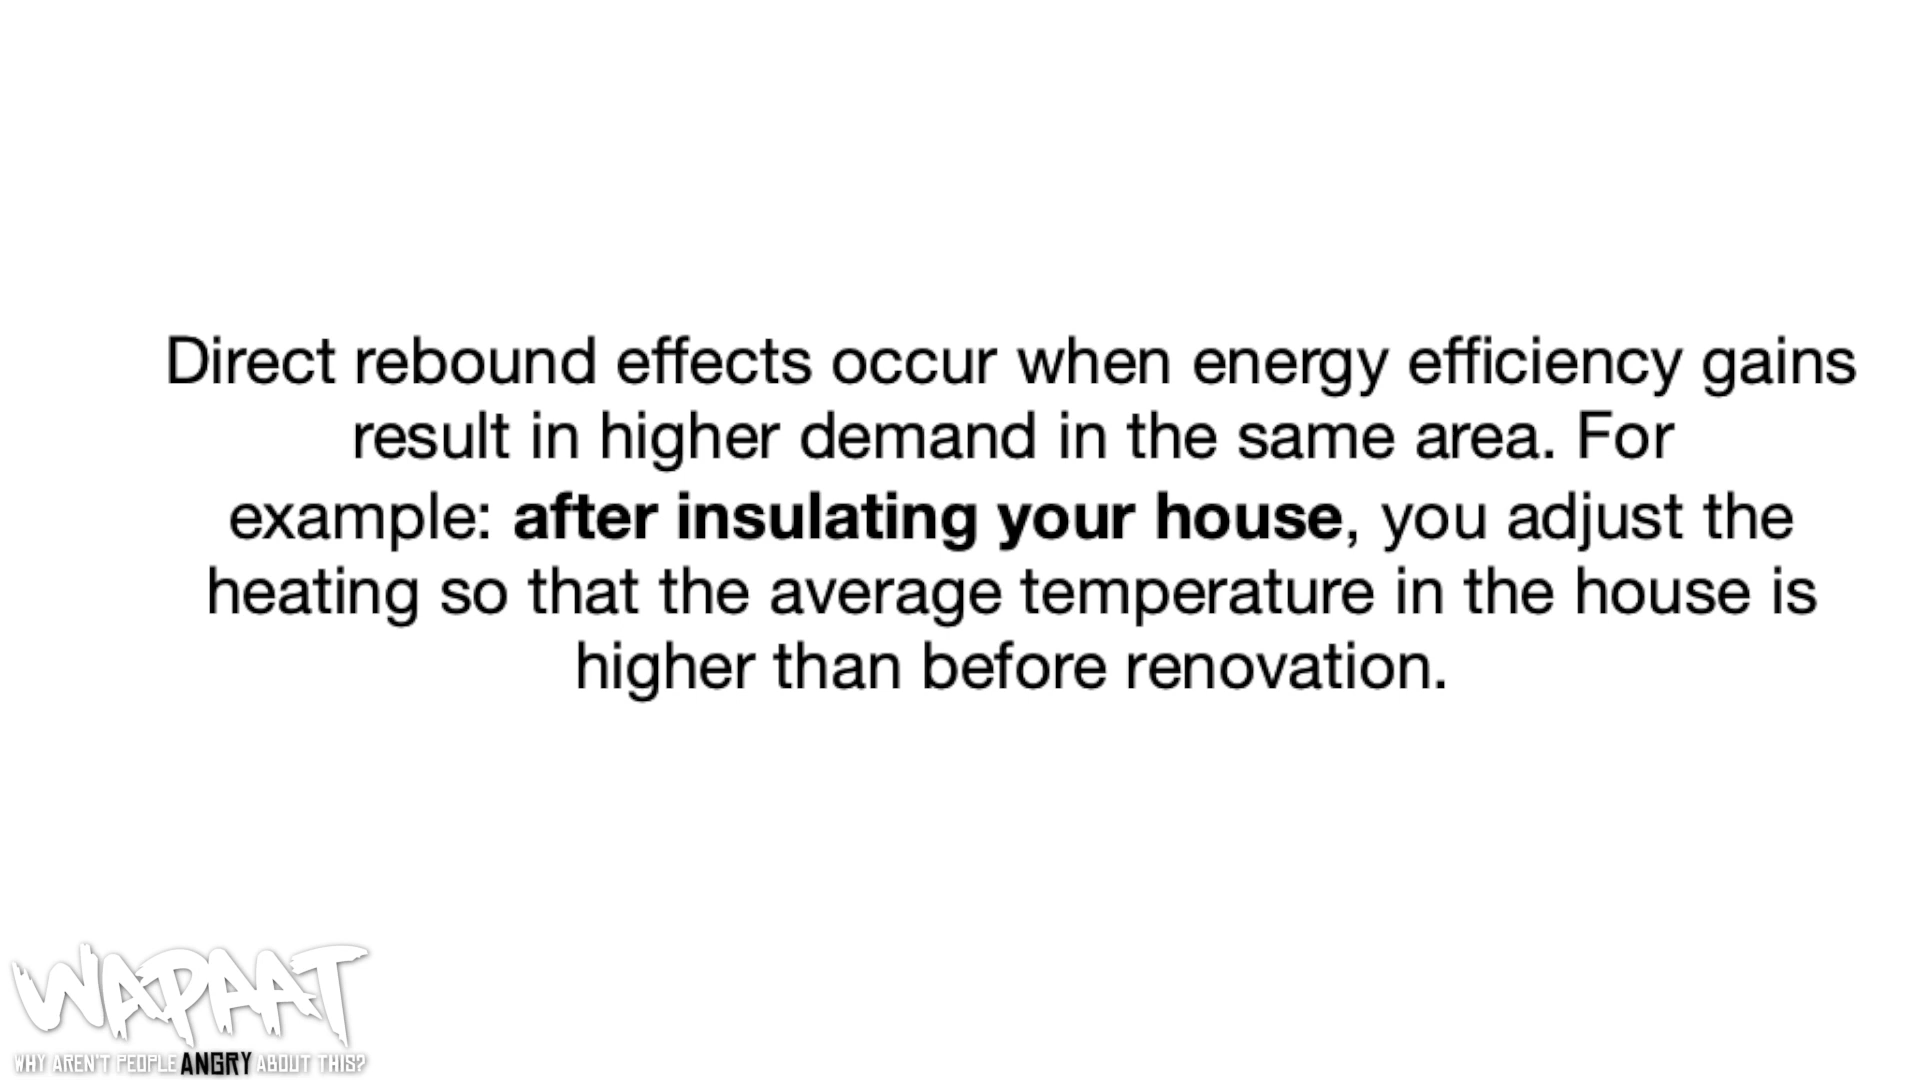 Direct rebound effects occur when energy efficiency gains
result in higher demand in the same area. For
example: after insulating your house, you adjust the
heating so that the average temperature in the house is
higher than before renovation.
WAPAAT
WHY AREN'T PEOPLE ANGRY ABOUT THIS?